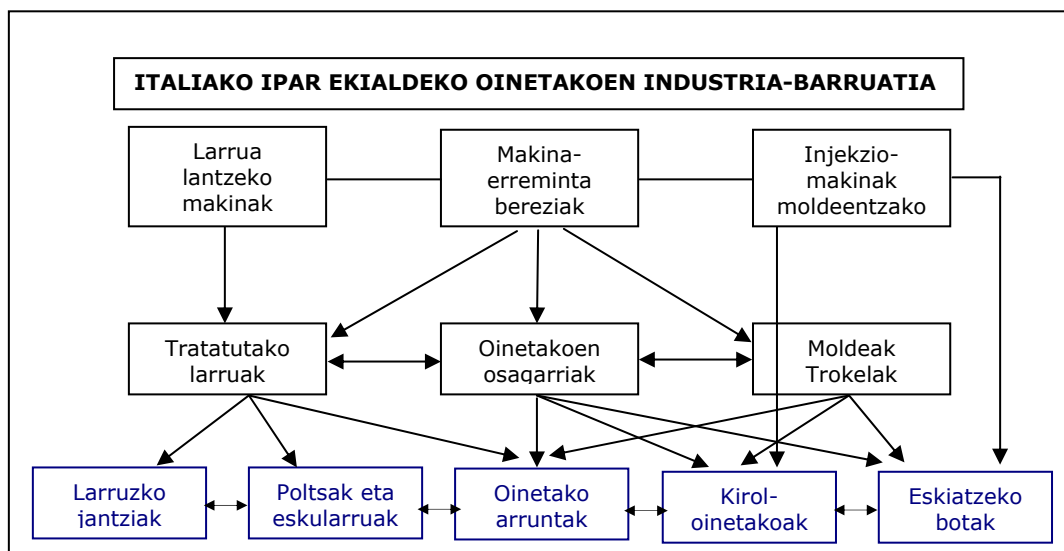 ITALIAKO IPAR EKIALDEKO OINETAKOEN INDUSTRIA-BARRUATIA
Larrua
lantzeko
makinak
Makina-
erreminta
bereziak
Injekzio-
makinak
moldeentzako
Tratatutako
larruak
Oinetakoen
osagarriak
Moldeak
Trokelak
Larruzko
jantziak
Poltsak eta
eskularruak
Oinetako
arruntak
Kirol-
oinetakoak
Eskiatzeko
botak